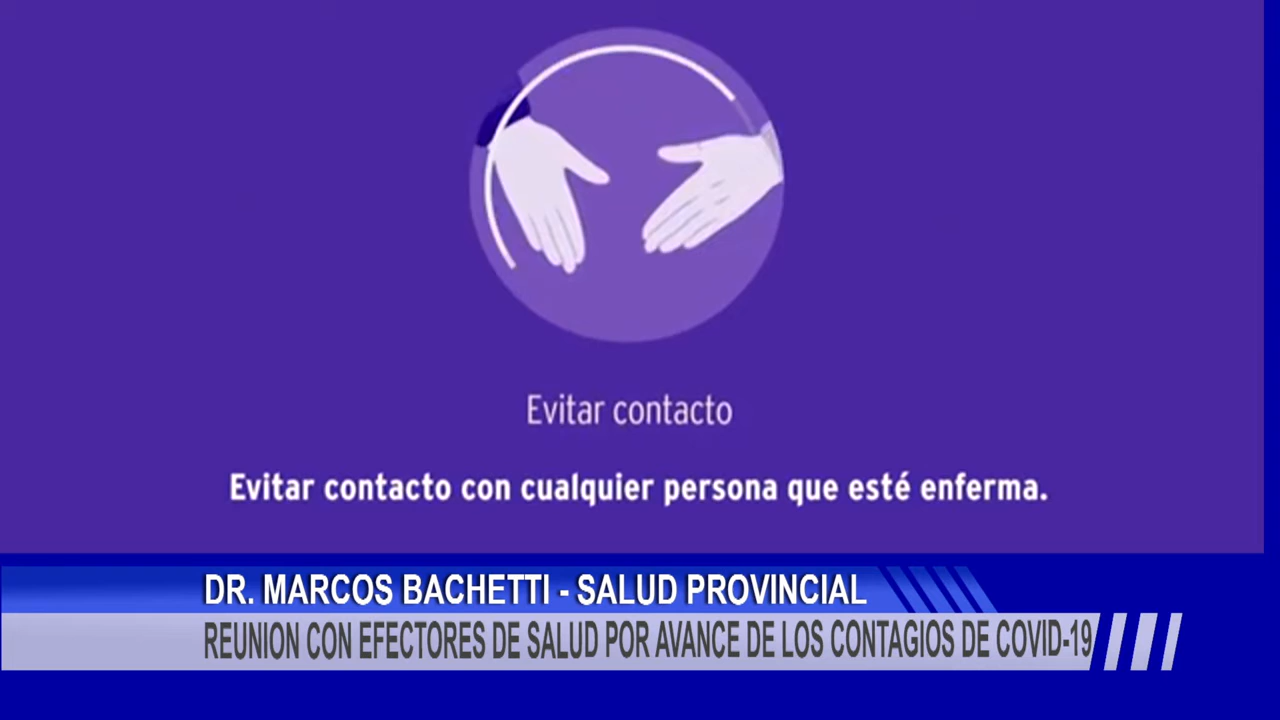 Evitar contacto
Evitar contacto con cualquier persona que esté enferma.
DR. MARCOS BACHETTI - SALUD PROVINCIAL
REUNION CON EFECTORES DE SALUD POR AVANCE DE LOS CONTAGIOS DE COVID-19